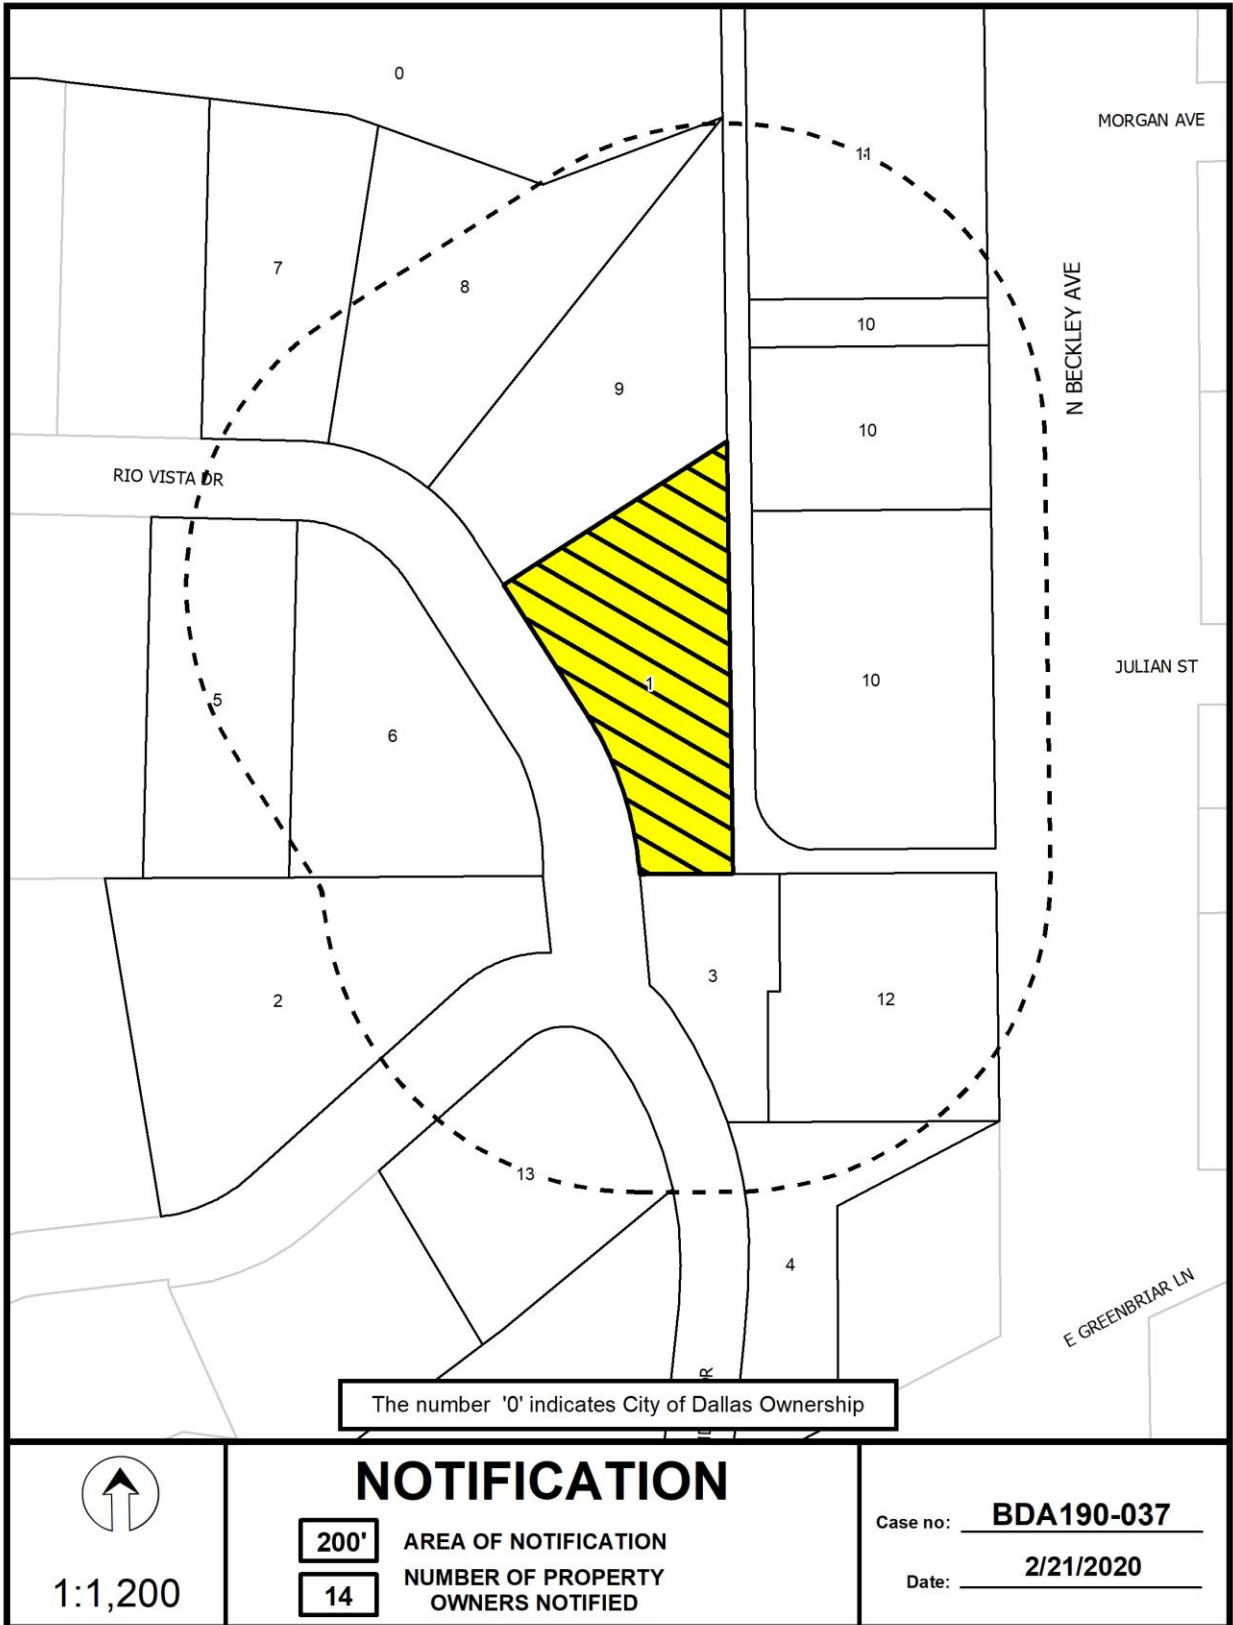 0
MORGAN AVE
11
7
8
10
N BECKLEY AVE
9
10
RIO VISTA DR
JULIAN ST
1
10
5
6
3
12
2
13
4
E GREENBRIAR LN
DR
The number '0' indicates City of Dallas Ownership
NOTIFICATION
200' AREA OF NOTIFICATION
14 NUMBER OF PROPERTY
OWNERS NOTIFIED
1:1,200
Case no: BDA190-037
Date: 2/21/2020